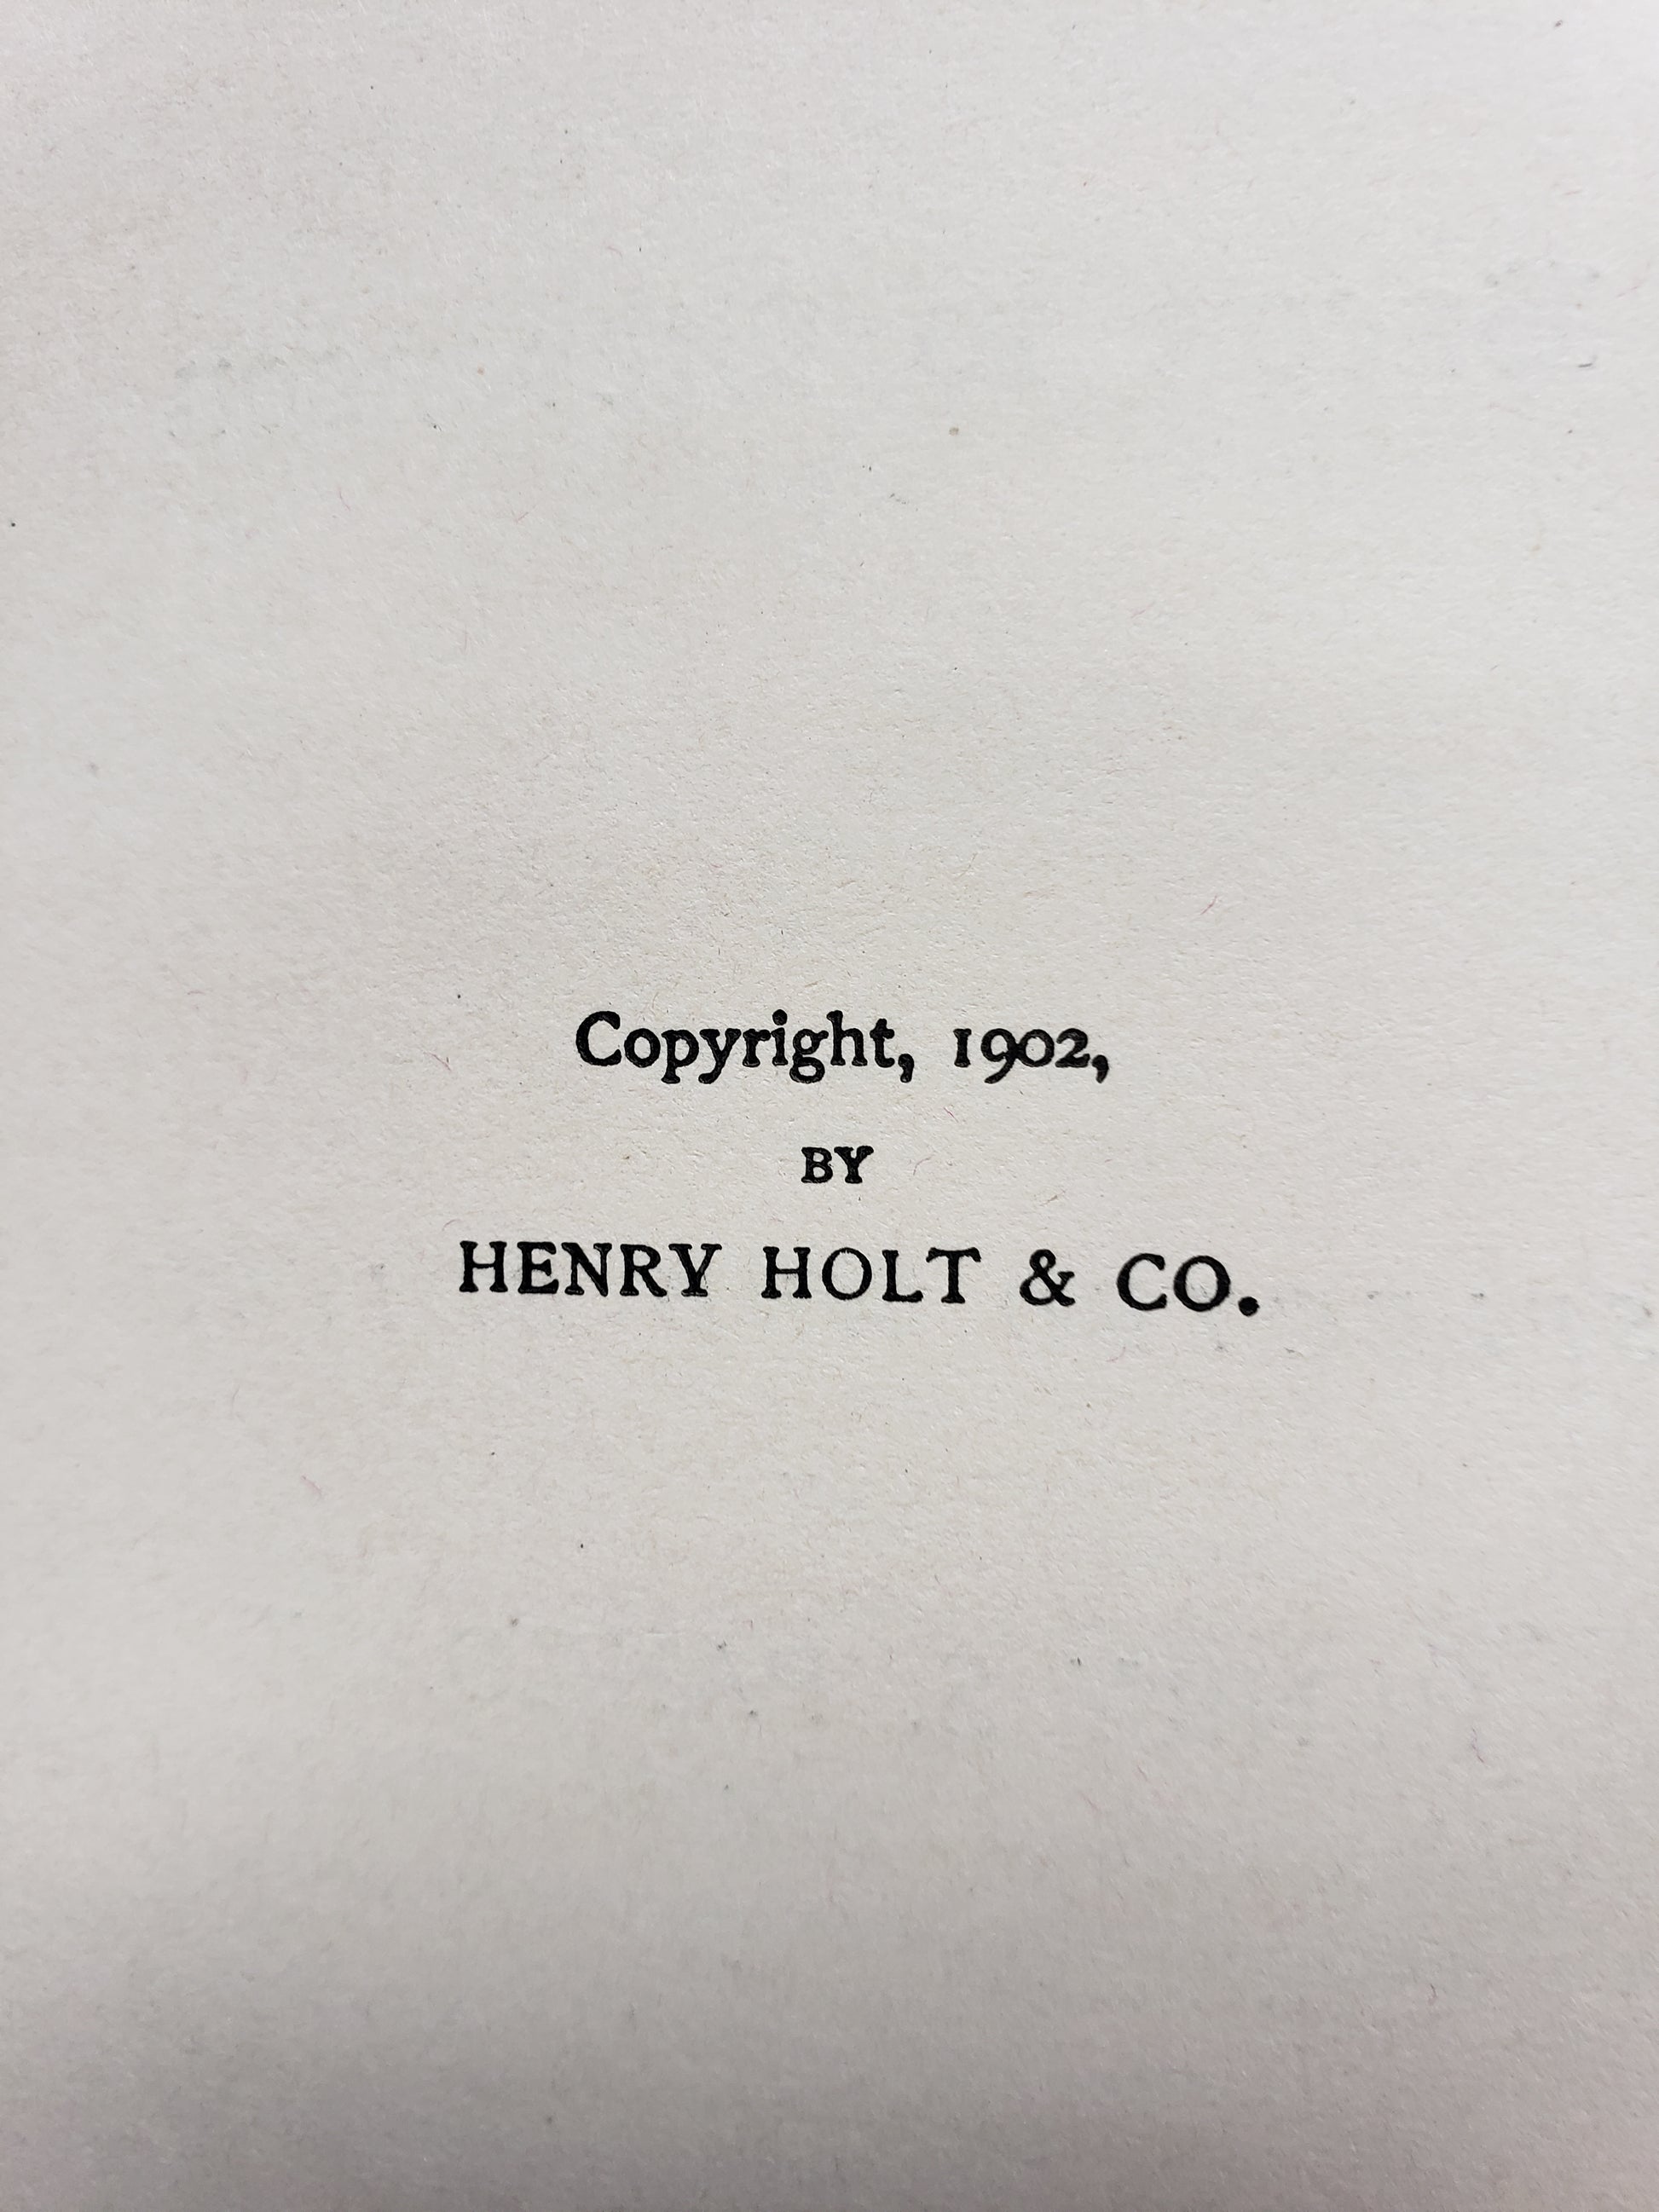 Copyright, 1902,
BY
HENRY HOLT & CO.